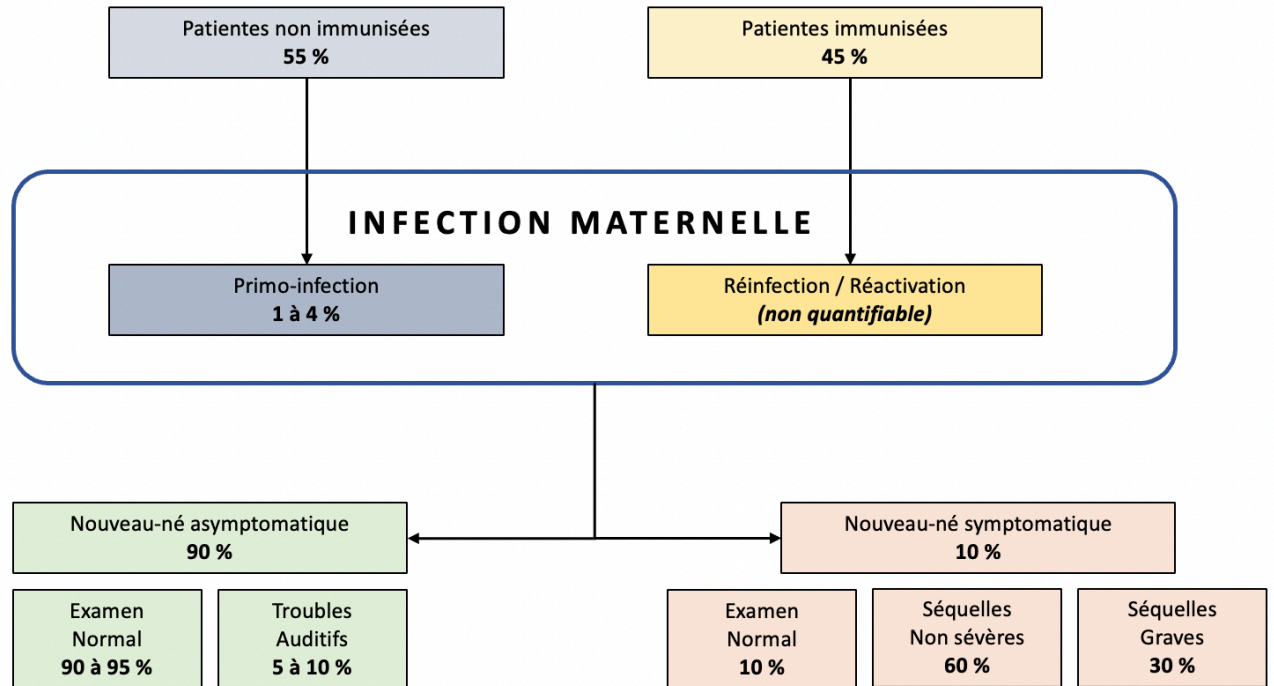 Patientes non immunisées
55 %
Patientes immunisées
45 %
INFECTION MATERNELLE
Primo-infection
1 à 4 %
Réinfection / Réactivation
(non quantifiable)
Nouveau-né asymptomatique
90 %
Nouveau-né symptomatique
10 %
Examen
Normal
90 à 95 %
Troubles
Auditifs
5 à 10 %
Examen
Normal
10 %
Séquelles
Non sévères
60 %
Séquelles
Graves
30 %